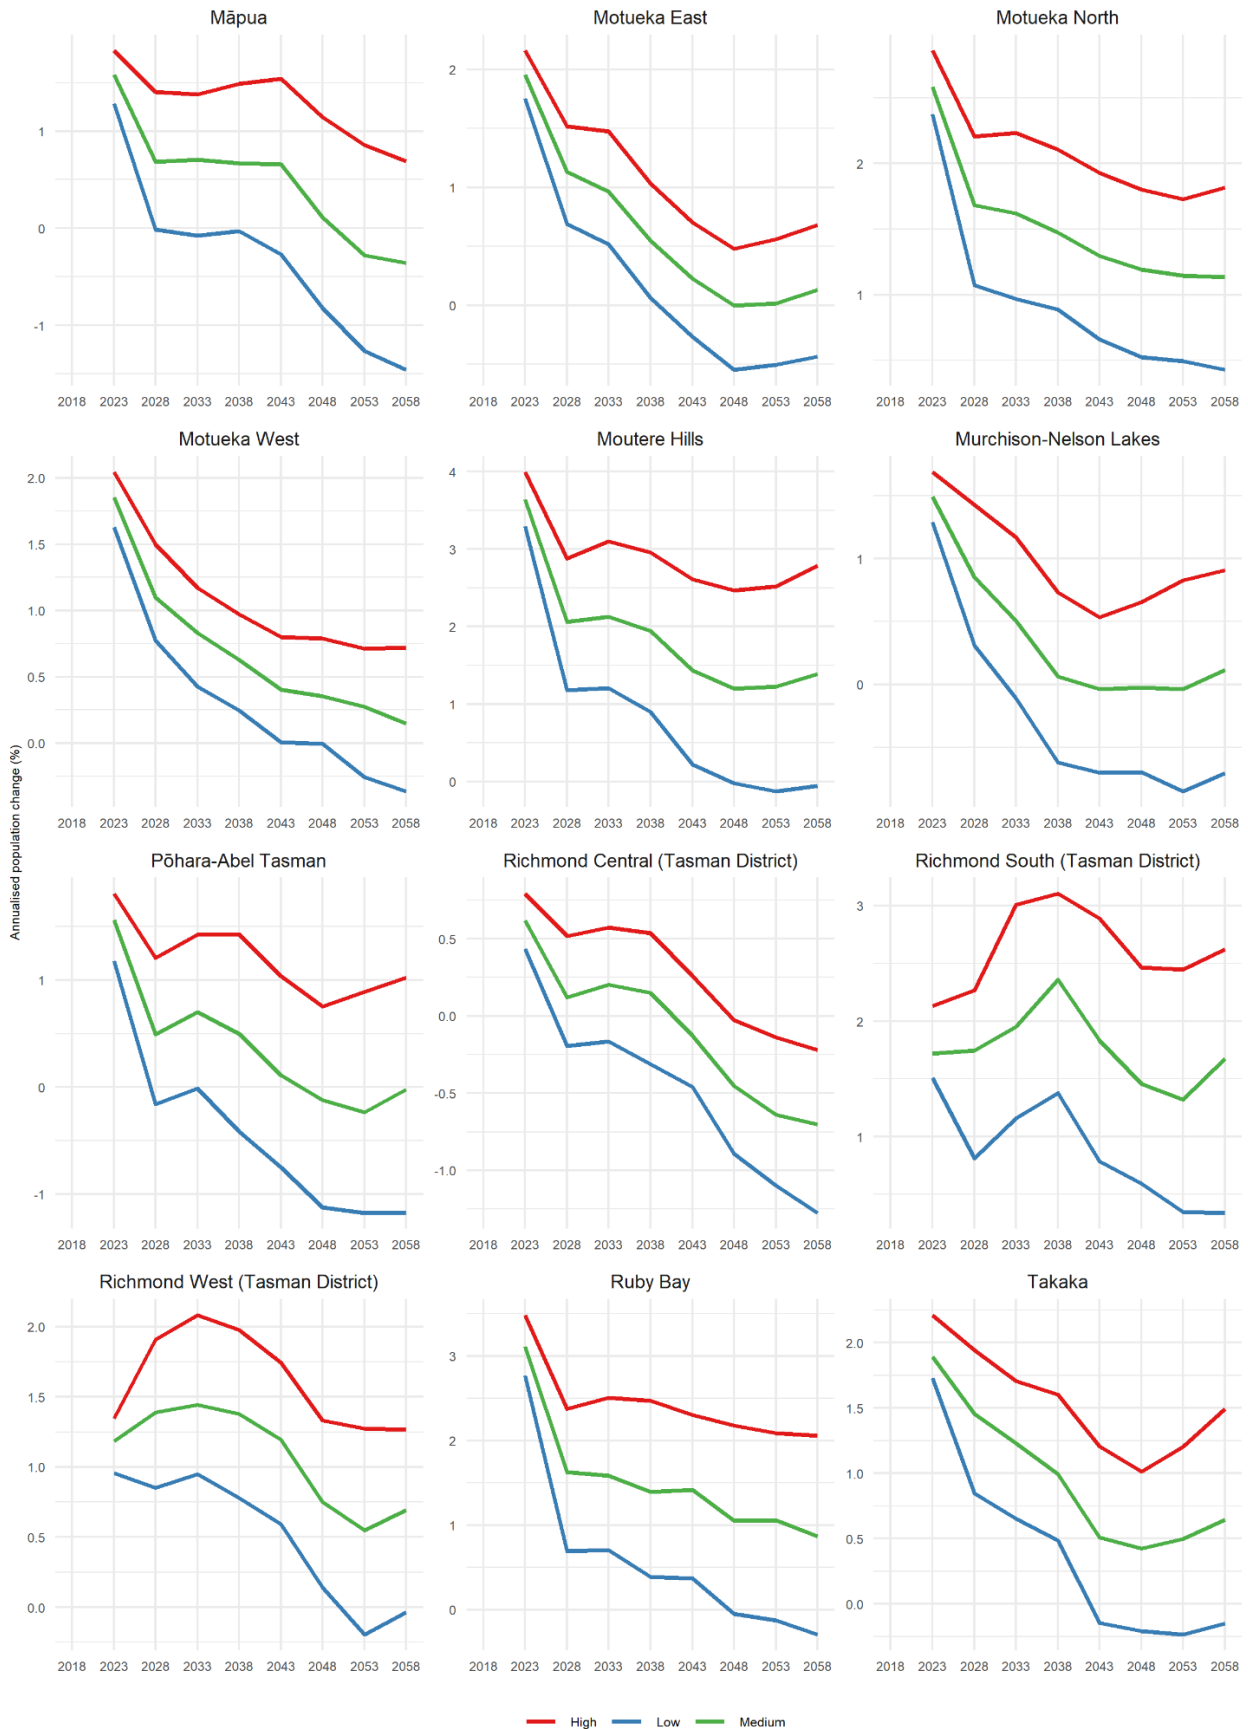 Māpua
Motueka East
Motueka North
1
0
-1
2
1
0
2
1
2018 2023 2028 2033 2038 2043 2048 2053 2058
2018 2023 2028 2033 2038 2043 2048 2053 2058
2018 2023 2028 2033 2038 2043 2048 2053 2058
Motueka West
Moutere Hills
Murchison-Nelson Lakes
2.0
1.5
1.0
0.5
0.0
4
3
2
1
0
1
0
2018 2023 2028 2033 2038 2043 2048 2053 2058
2018 2023 2028 2033 2038 2043 2048 2053 2058
2018 2023 2028 2033 2038 2043 2048 2053 2058
Annualised population change (%)
Pōhara-Abel Tasman
Richmond Central (Tasman District)
Richmond South (Tasman District)
1
0
-1
0.5
0.0
-0.5
-1.0
3
2
1
2018 2023 2028 2033 2038 2043 2048 2053 2058
2018 2023 2028 2033 2038 2043 2048 2053 2058
2018 2023 2028 2033 2038 2043 2048 2053 2058
Richmond West (Tasman District)
Ruby Bay
Takaka
2.0
1.5
1.0
0.5
0.0
3
2
1
0
2.0
1.5
1.0
0.5
0.0
2018 2023 2028 2033 2038 2043 2048 2053 2058
2018 2023 2028 2033 2038 2043 2048 2053 2058
2018 2023 2028 2033 2038 2043 2048 2053 2058
High Low Medium